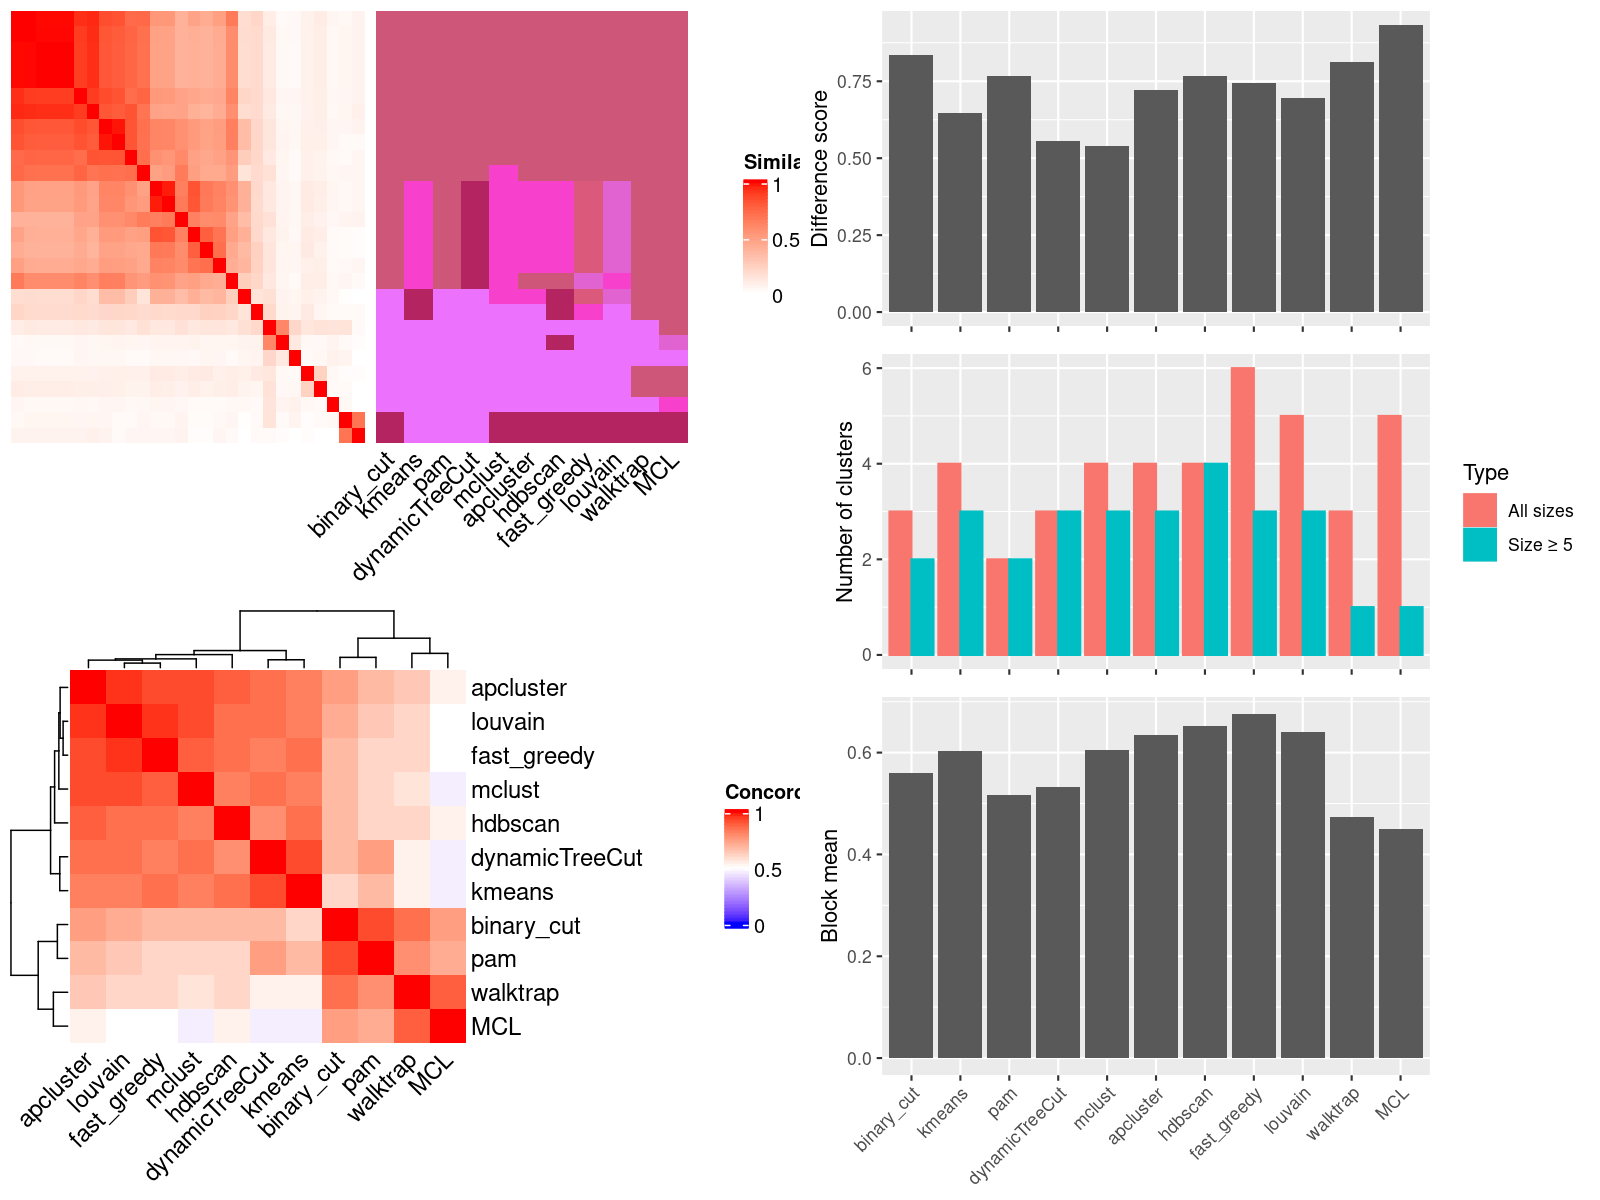 Simila
1
0.5
0
binary_cut
kmeans
pam
dynamicTreeCut
mclust
apcluster
hdbscan
fast_greedy
louvain
walktrap
MCL
Difference score
0.75
0.50
0.25
0.00
Number of clusters
6
4
2
0
Type
All sizes
Size ≥ 5
apcluster
louvain
fast_greedy
mclust
hdbscan
dynamicTreeCut
kmeans
binary_cut
pam
walktrap
MCL
apcluster
louvain
fast_greedy
mclust
hdbscan
dynamicTreeCut
kmeans
binary_cut
pam
walktrap
MCL
Concord
1
0.5
0
Block mean
0.6
0.4
0.2
0.0
binary_cut
kmeans
pam
dynamicTreeCut
mclust
apcluster
hdbscan
fast_greedy
louvain
walktrap
MCL